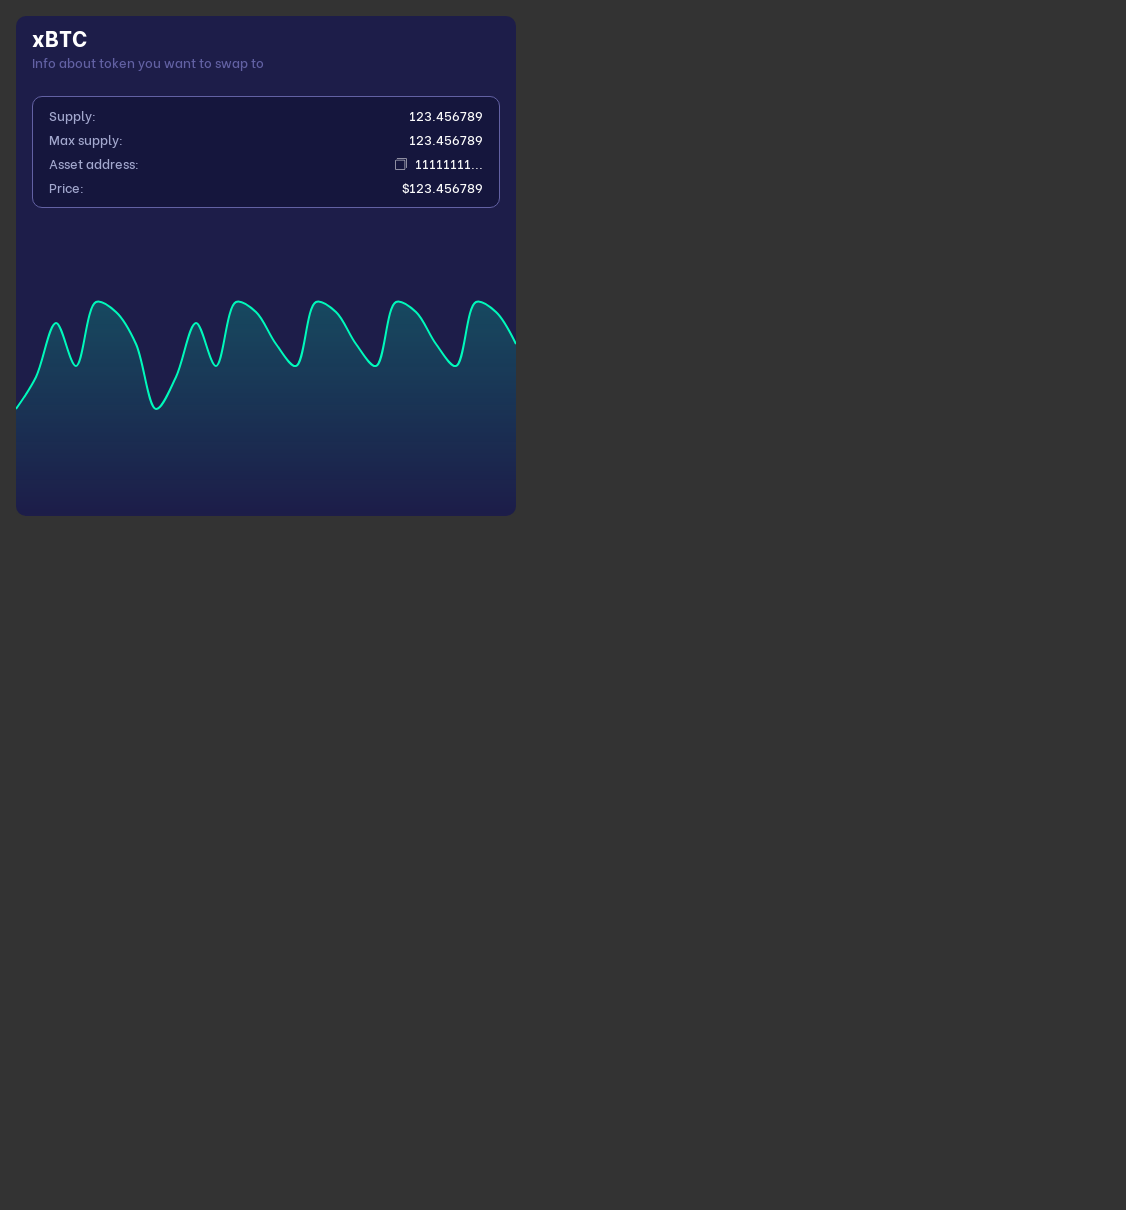 xBTC
Info about token you want to swap to
Supply: 123.456789
Max supply: 123.456789
Asset address: 11111111...
Price: $123.456789